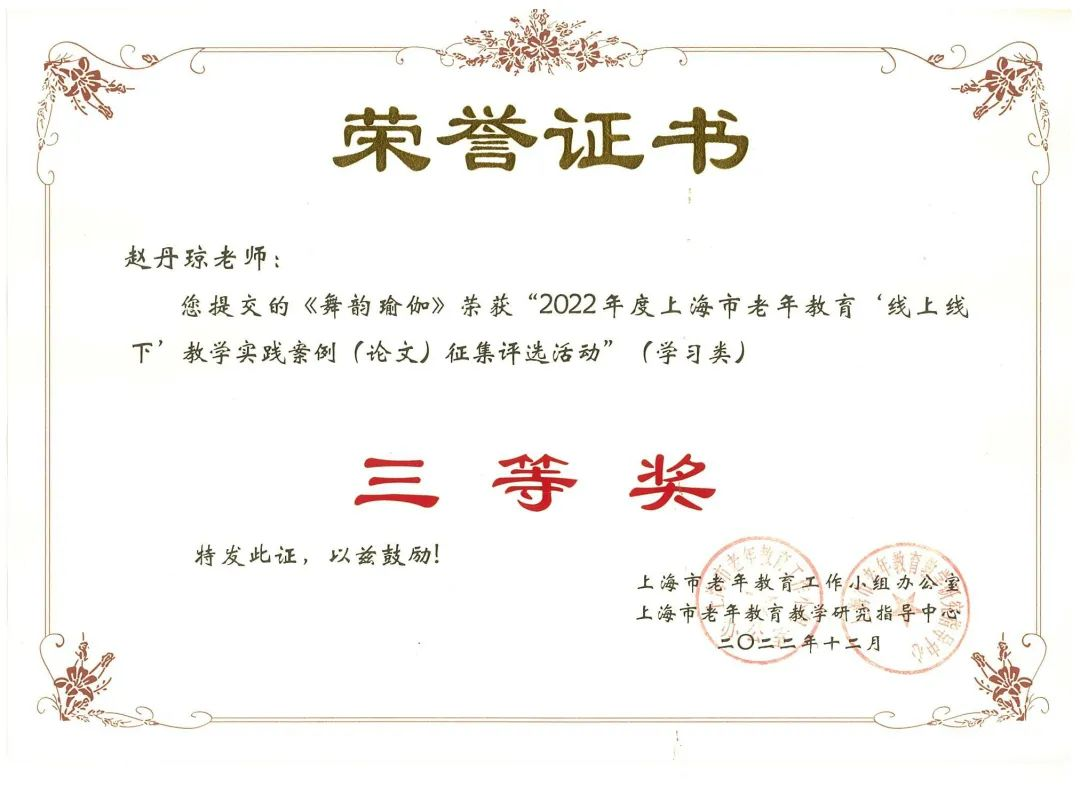 荣誉证书
赵丹琼老师：
您提交的《舞韵瑜伽》荣获“2022年度上海市老年教育‘线上线
下’教学实践案例（论文）征集评选活动”（学习类）
三等奖
特发此证，以兹鼓励！
上海市老年教育工作小组办公室
上海市老年教育教学研究指导中心
二〇二二年十二月